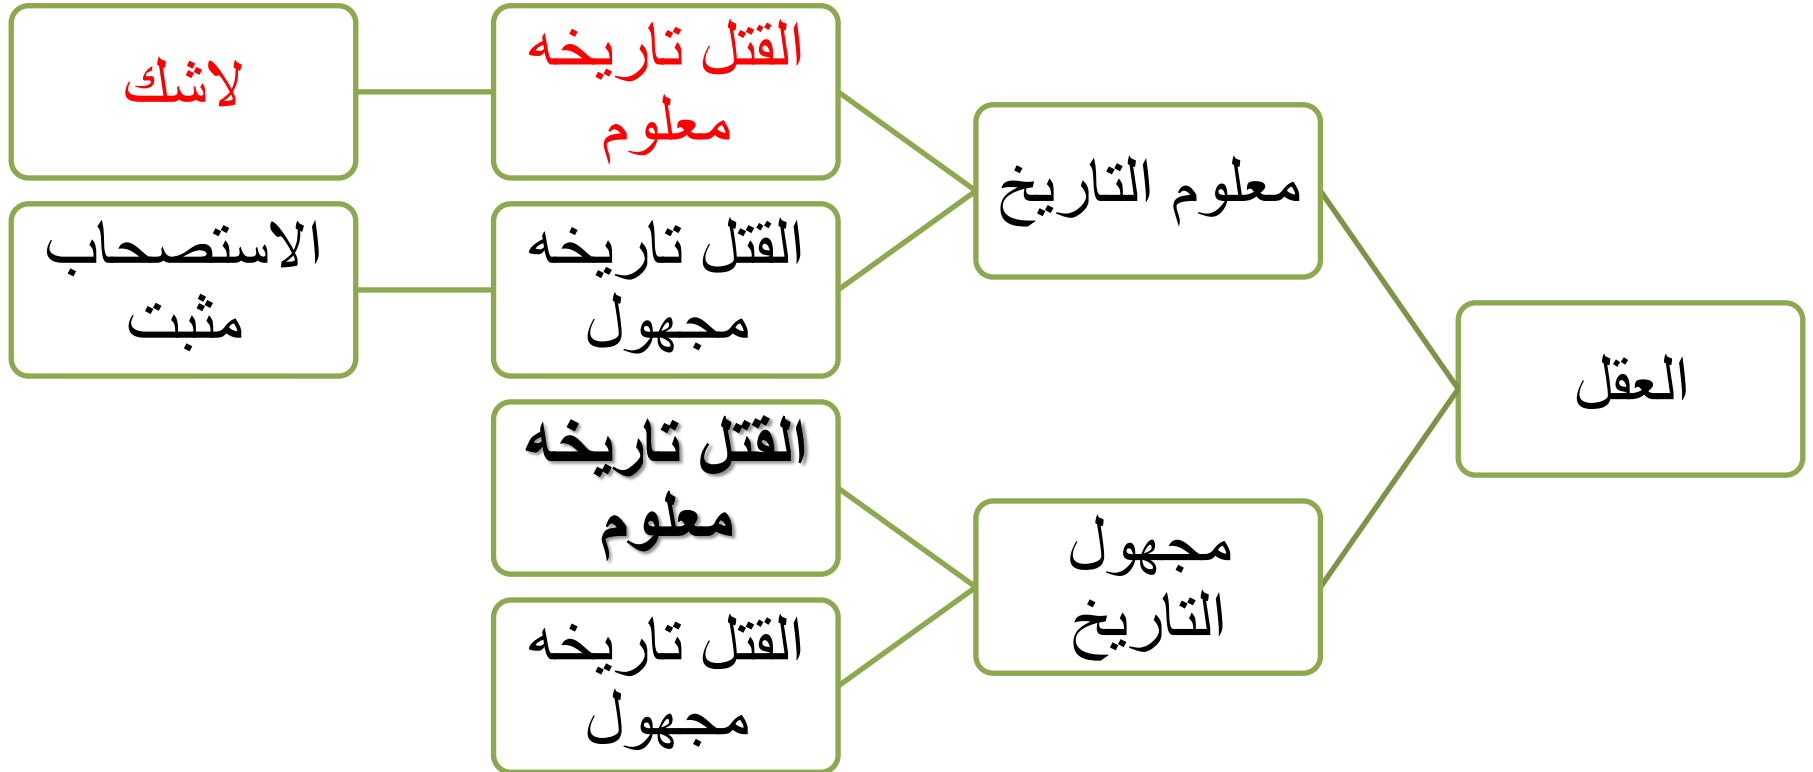 العقل
معلوم التاريخ
القتل تاريخه
معلوم
لاشك
القتل تاريخه
مجهول
الاستصحاب
مثبت
مجهول
التاريخ
القتل تاريخه
معلوم
القتل تاريخه
مجهول